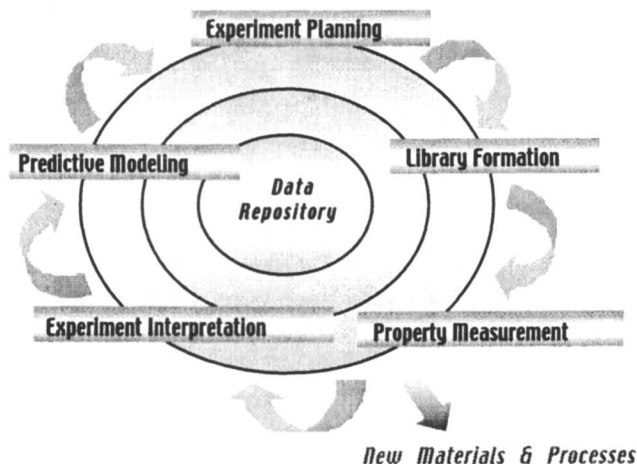 Experiment Planning
Predictive Modeling
Library Formation
Data
Repository
Experiment Interpretation
Property Measurement
New Materials & Processes